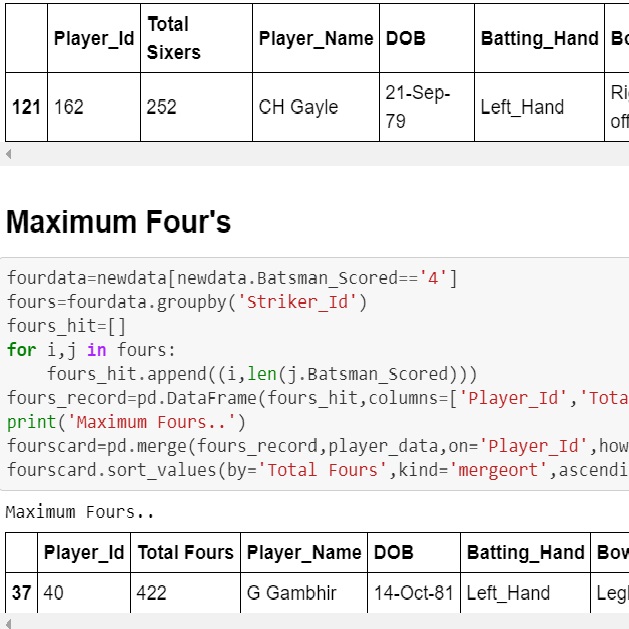 Player_Id Total Sixers Player_Name DOB Batting_Hand
121 162 252 CH Gayle 21-Sep-79 Left_Hand
Maximum Four's
fourdata=newdata[newdata.Batsman_Scored=='4']
fours=fourdata.groupby('Striker_Id')
fours_hit=[]
for i,j in fours:
    fours_hit.append((i,len(j.Batsman_Scored)))
fours_record=pd.DataFrame(fours_hit,columns=['Player_Id','Tota
print('Maximum Fours..')
fourscard=pd.merge(fours_record,player_data,on='Player_Id',how
fourscard.sort_values(by='Total Fours',kind='mergeort',ascendi
Maximum Fours..
Player_Id Total Fours Player_Name DOB Batting_Hand Bow
37 40 422 G Gambhir 14-Oct-81 Left_Hand Leg